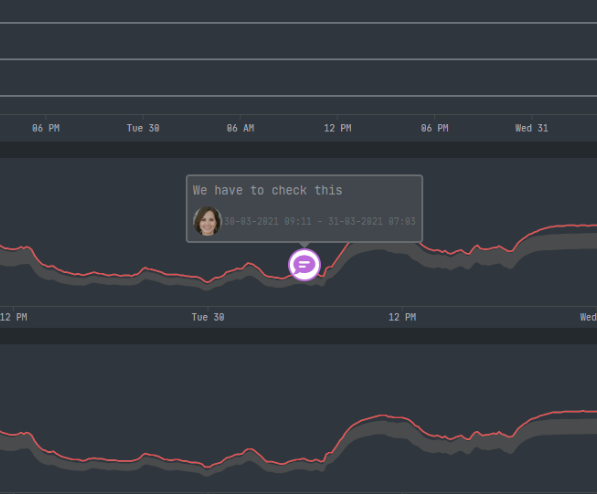 06 PM Tue 30 06 AM 12 PM 06 PM Wed 31
We have to check this
30-03-2021 09:11 - 31-03-2021 07:03
12 PM Tue 30 12 PM Wed